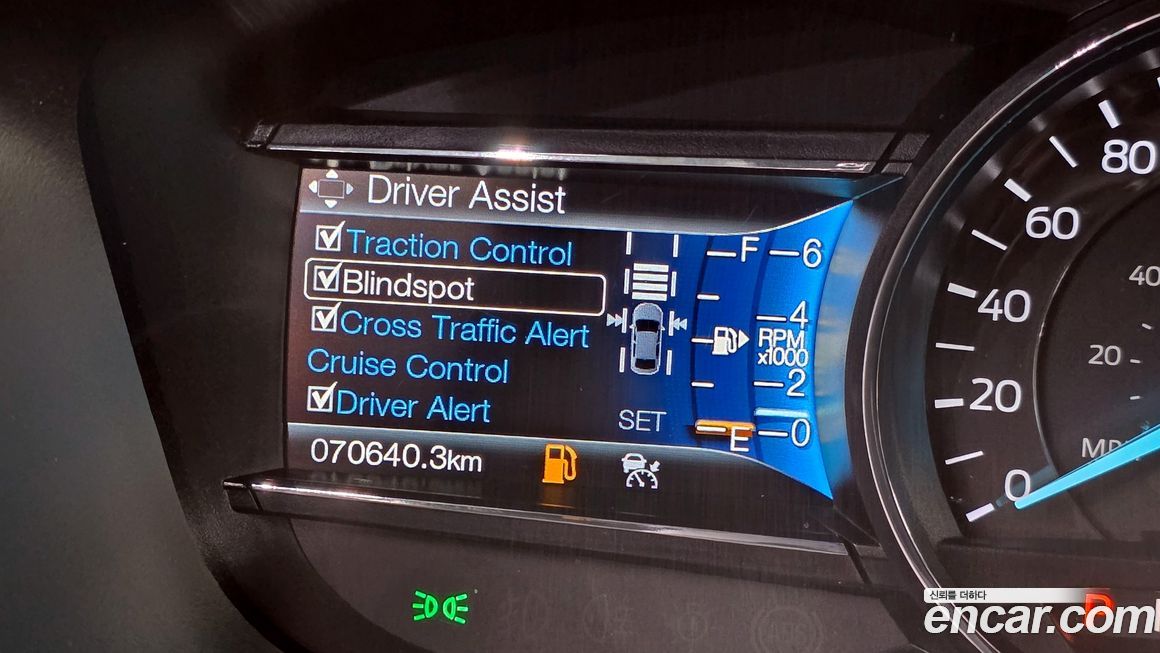 Driver Assist
Traction Control
Blindspot
Cross Traffic Alert
Cruise Control
Driver Alert
070640.3km
SET
F
E
6
4
RPM
x1000
2
0
80
60
40
20
0
40
20
신뢰를 더하다
encar.com